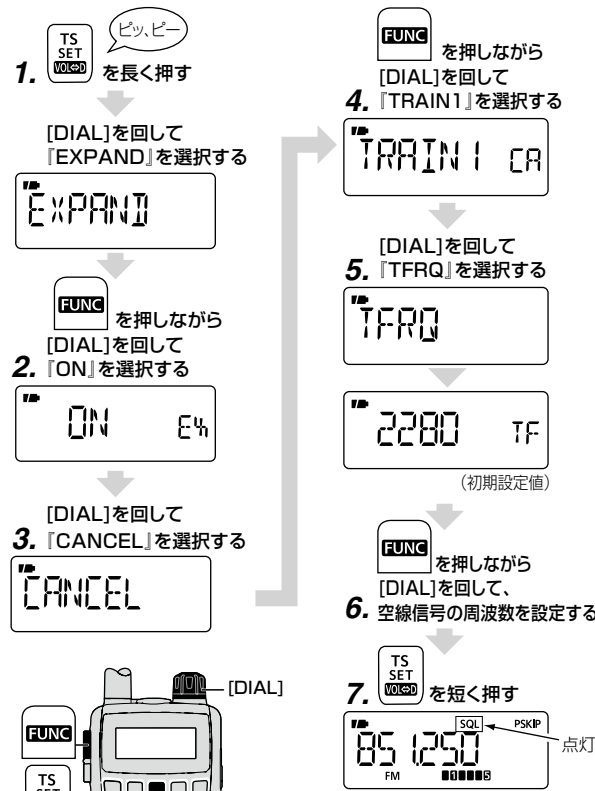 TS
SET
VOL⇔D
ピッ、ピー
1. を長く押す
[DIAL]を回して
『EXPAND』を選択する
EXPAND
FUNC
を押しながら
[DIAL]を回して
2. 『ON』を選択する
ON EX
[DIAL]を回して
3. 『CANCEL』を選択する
CANCEL
[DIAL]
FUNC
TS
SET
FUNC
を押しながら
[DIAL]を回して
4. 『TRAIN1』を選択する
TRAIN1 CA
[DIAL]を回して
5. 『TFRQ』を選択する
TFRQ
2280 TF
(初期設定値)
FUNC
を押しながら
[DIAL]を回して、
6. 空線信号の周波数を設定する
TS
SET
VOL⇔D
7. を短く押す
SQL PSKIP
851.250
点灯
FM
1 5